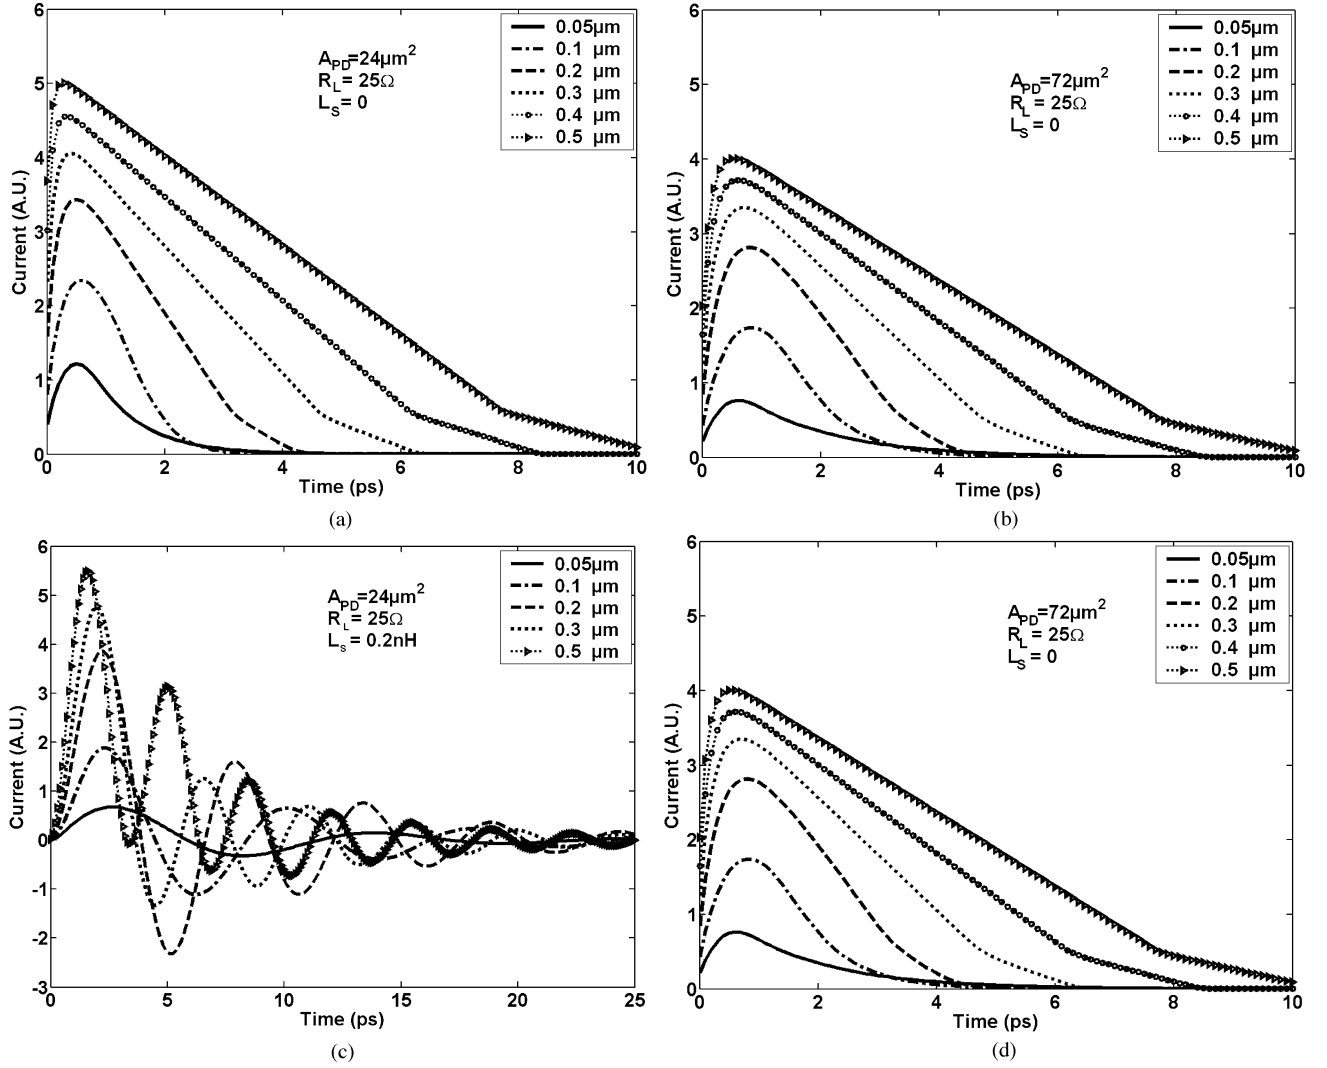 6
5
4
3
2
1
0
Current (A.U.)
0 2 4 6 8 10
Time (ps)
A_PD=24µm²
R_L = 25Ω
L_S = 0
0.05µm
0.1 µm
0.2 µm
0.3 µm
0.4 µm
0.5 µm
(a)
6
5
4
3
2
1
0
Current (A.U.)
0 2 4 6 8 10
Time (ps)
A_PD=72µm²
R_L = 25Ω
L_S = 0
0.05µm
0.1 µm
0.2 µm
0.3 µm
0.4 µm
0.5 µm
(b)
6
5
4
3
2
1
0
-1
-2
-3
Current (A.U.)
0 5 10 15 20 25
Time (ps)
A_PD=24µm²
R_L = 25Ω
L_s = 0.2nH
0.05µm
0.1 µm
0.2 µm
0.3 µm
0.5 µm
(c)
6
5
4
3
2
1
0
Current (A.U.)
0 2 4 6 8 10
Time (ps)
A_PD=72µm²
R_L = 25Ω
L_S = 0
0.05µm
0.1 µm
0.2 µm
0.3 µm
0.4 µm
0.5 µm
(d)